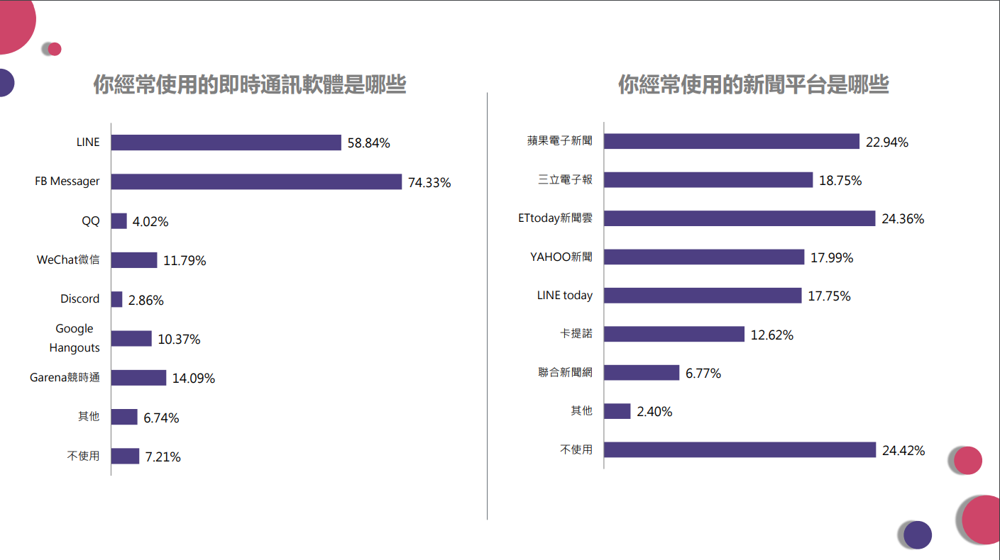 你經常使用的即時通訊軟體是哪些
LINE
58.84%
FB Messager
74.33%
QQ
4.02%
WeChat微信
11.79%
Discord
2.86%
Google
Hangouts
10.37%
Garena競時通
14.09%
其他
6.74%
不使用
7.21%
你經常使用的新聞平台是哪些
蘋果電子新聞
22.94%
三立電子報
18.75%
ETtoday新聞雲
24.36%
YAHOO新聞
17.99%
LINE today
17.75%
卡提諾
12.62%
聯合新聞網
6.77%
其他
2.40%
不使用
24.42%